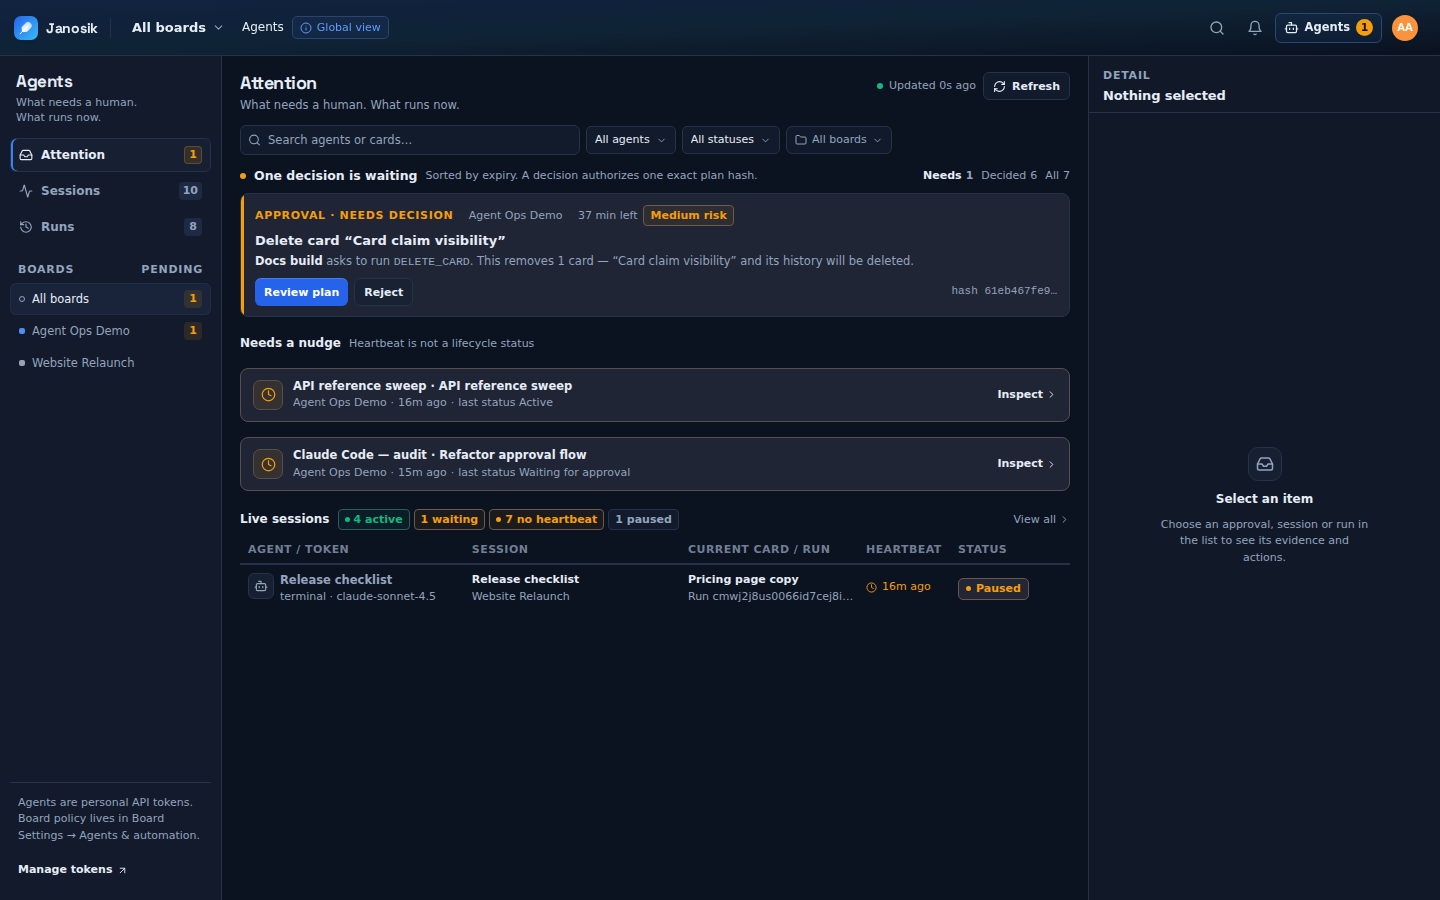 Janosik
All boards
Agents
Global view
Agents 1
AA
Agents
What needs a human.
What runs now.
Attention 1
Sessions 10
Runs 8
BOARDS PENDING
All boards 1
Agent Ops Demo 1
Website Relaunch
Agents are personal API tokens.
Board policy lives in Board
Settings → Agents & automation.
Manage tokens
Attention
What needs a human. What runs now.
Updated 0s ago
Refresh
Search agents or cards…
All agents
All statuses
All boards
One decision is waiting Sorted by expiry. A decision authorizes one exact plan hash.
Needs 1 Decided 6 All 7
APPROVAL · NEEDS DECISION Agent Ops Demo 37 min left Medium risk
Delete card “Card claim visibility”
Docs build asks to run DELETE_CARD. This removes 1 card — “Card claim visibility” and its history will be deleted.
Review plan Reject
hash 61eb467fe9…
Needs a nudge Heartbeat is not a lifecycle status
API reference sweep · API reference sweep
Agent Ops Demo · 16m ago · last status Active
Inspect
Claude Code — audit · Refactor approval flow
Agent Ops Demo · 15m ago · last status Waiting for approval
Inspect
Live sessions 4 active 1 waiting 7 no heartbeat 1 paused
View all
AGENT / TOKEN SESSION CURRENT CARD / RUN HEARTBEAT STATUS
Release checklist Release checklist Pricing page copy 16m ago Paused
terminal · claude-sonnet-4.5 Website Relaunch Run cmwj2j8us0066id7cej8i…
DETAIL
Nothing selected
Select an item
Choose an approval, session or run in
the list to see its evidence and
actions.